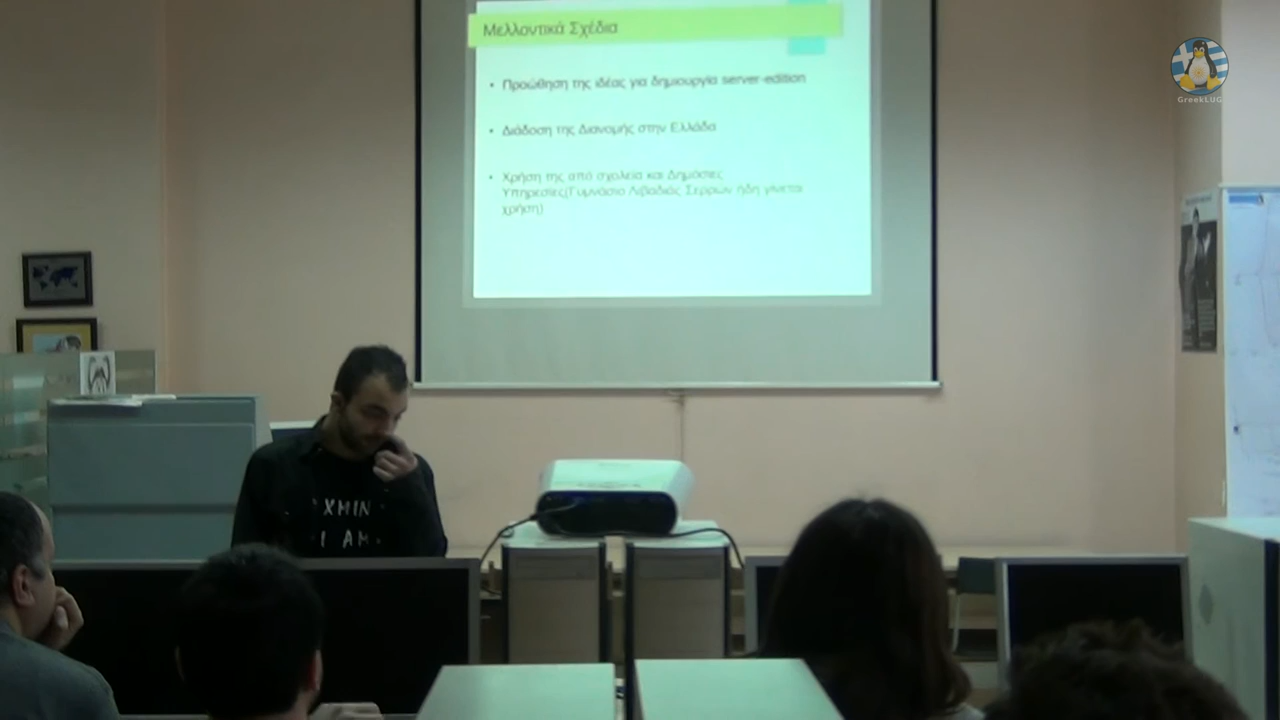 Μελλοντικά Σχέδια
• Προώθηση της ιδέας για δημιουργία server-edition
• Διάδοση της Διανομής στην Ελλάδα
• Χρήση της από σχολεία και Δημόσιες
Υπηρεσίες(Γυμνάσιο Λιβαδιάς Σερρών ήδη γίνεται
χρήση)
GreekLUG
I AM